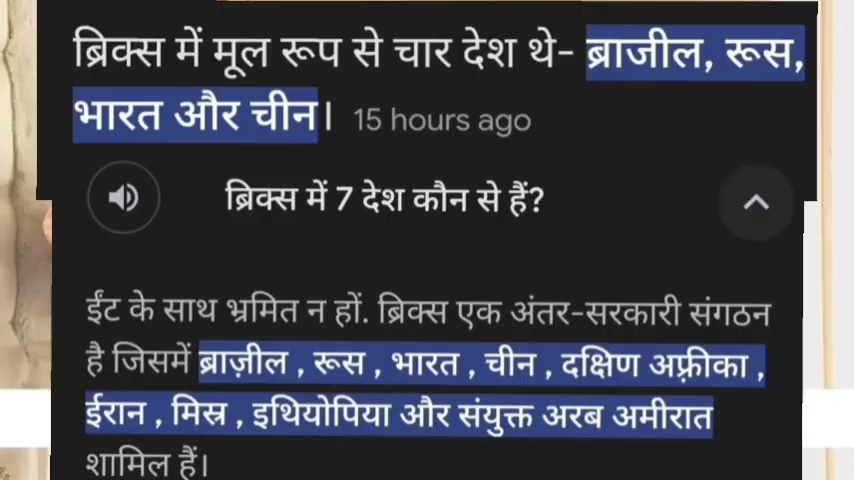 ब्रिक्स में मूल रूप से चार देश थे- ब्राजील, रूस,
भारत और चीन। 15 hours ago
ब्रिक्स में 7 देश कौन से हैं?
ईंट के साथ भ्रमित न हों. ब्रिक्स एक अंतर-सरकारी संगठन
है जिसमें ब्राज़ील , रूस , भारत , चीन , दक्षिण अफ़्रीका ,
ईरान , मिस्र , इथियोपिया और संयुक्त अरब अमीरात
शामिल हैं।